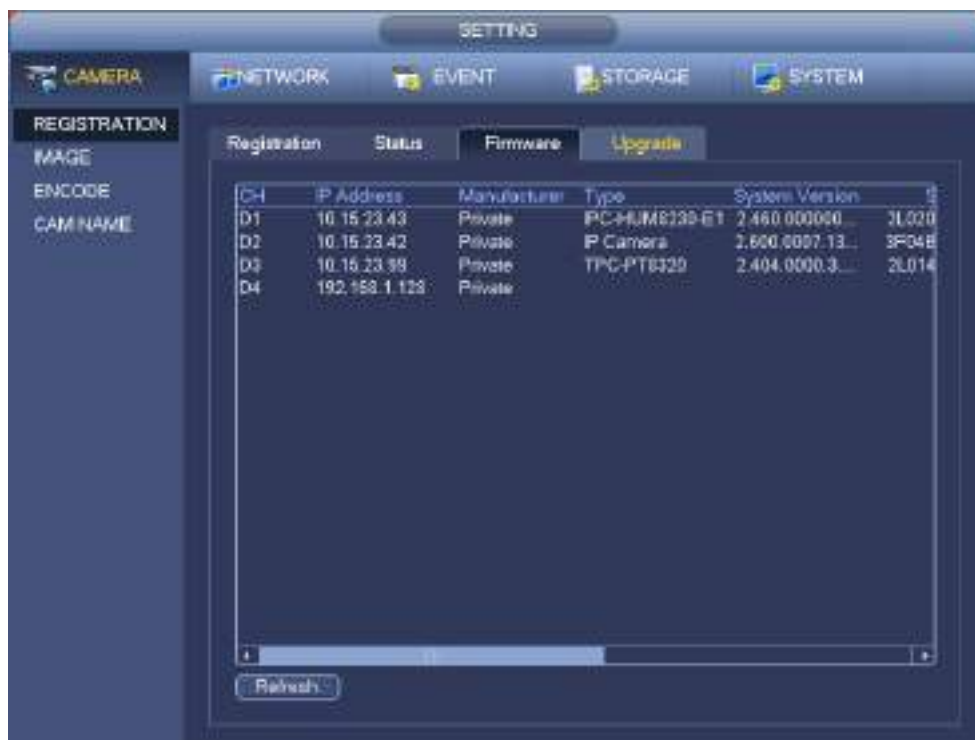 SETTING
CAMERA NETWORK EVENT STORAGE SYSTEM
REGISTRATION
IMAGE
ENCODE
CAM NAME
Registration Status Firmware Upgrade
CH IP Address Manufacturer Type System Version S
D1 10.15.23.43 Private IPC-HUM8230-E1 2.460.000000... 2L020
D2 10.15.23.42 Private IP Camera 2.600.0007.13... 3F04B
D3 10.15.23.99 Private TPC-PT8320 2.404.0000.3.... 2L014
D4 192.168.1.128 Private
Refresh